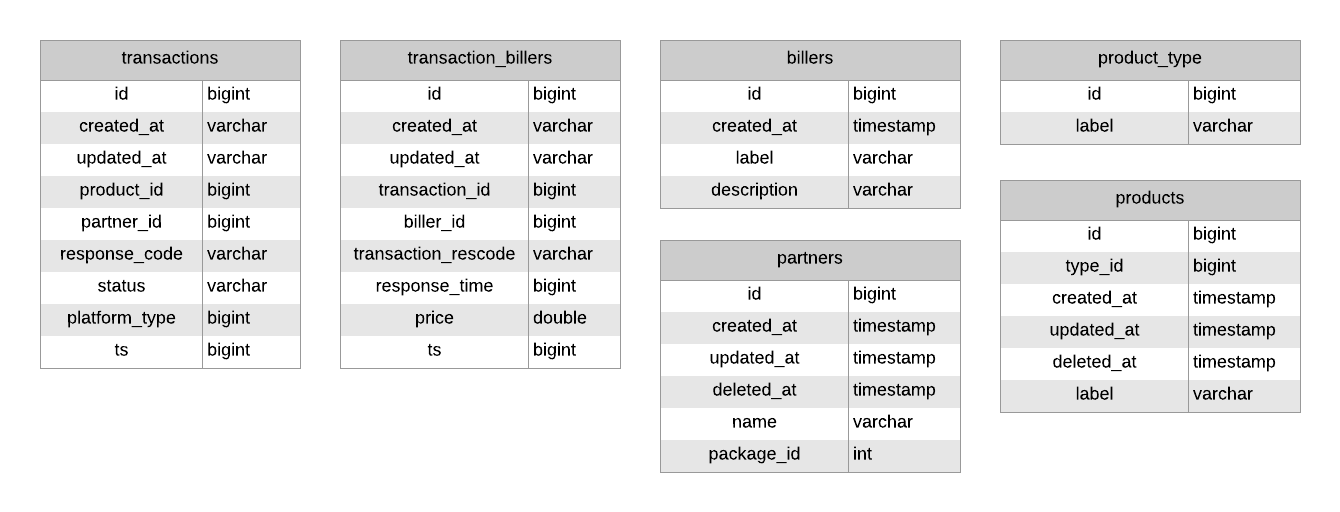 transactions
id bigint
created_at varchar
updated_at varchar
product_id bigint
partner_id bigint
response_code varchar
status varchar
platform_type bigint
ts bigint
transaction_billers
id bigint
created_at varchar
updated_at varchar
transaction_id bigint
biller_id bigint
transaction_rescode varchar
response_time bigint
price double
ts bigint
billers
id bigint
created_at timestamp
label varchar
description varchar
partners
id bigint
created_at timestamp
updated_at timestamp
deleted_at timestamp
name varchar
package_id int
product_type
id bigint
label varchar
products
id bigint
type_id bigint
created_at timestamp
updated_at timestamp
deleted_at timestamp
label varchar